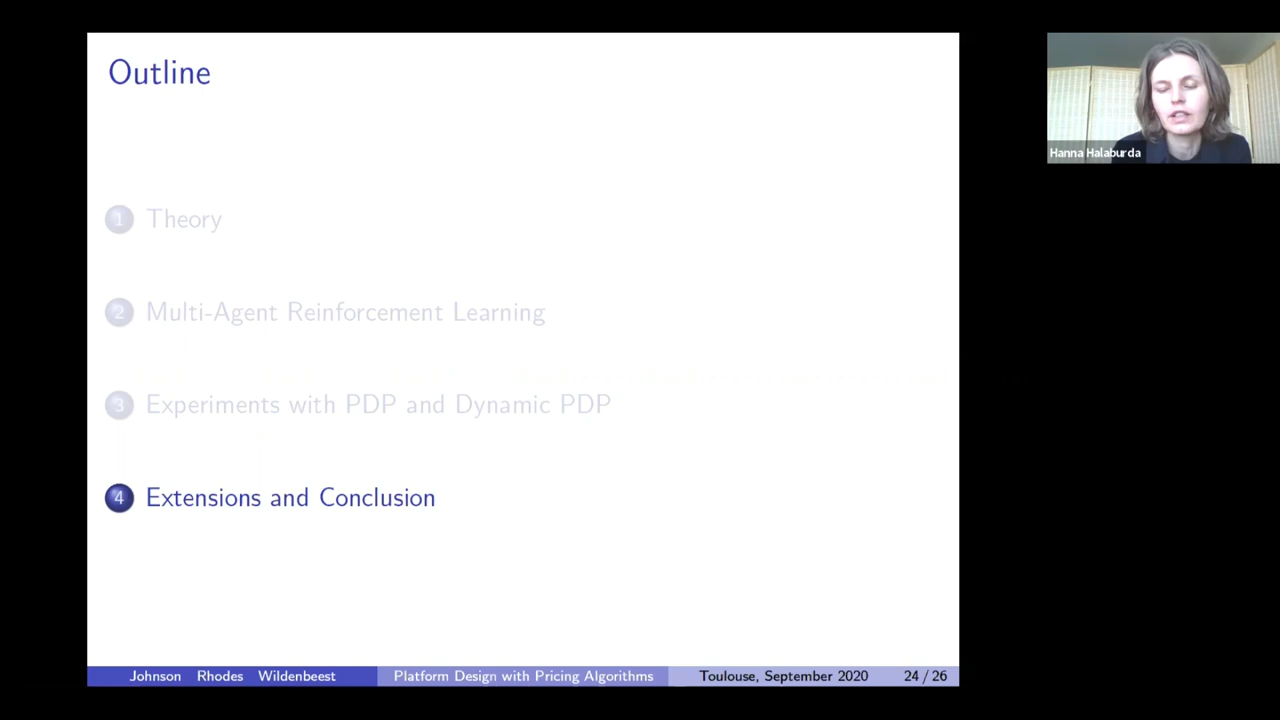 Outline
Hanna Halaburda
1 Theory
2 Multi-Agent Reinforcement Learning
3 Experiments with PDP and Dynamic PDP
4 Extensions and Conclusion
Johnson Rhodes Wildenbeest Platform Design with Pricing Algorithms Toulouse, September 2020 24 / 26